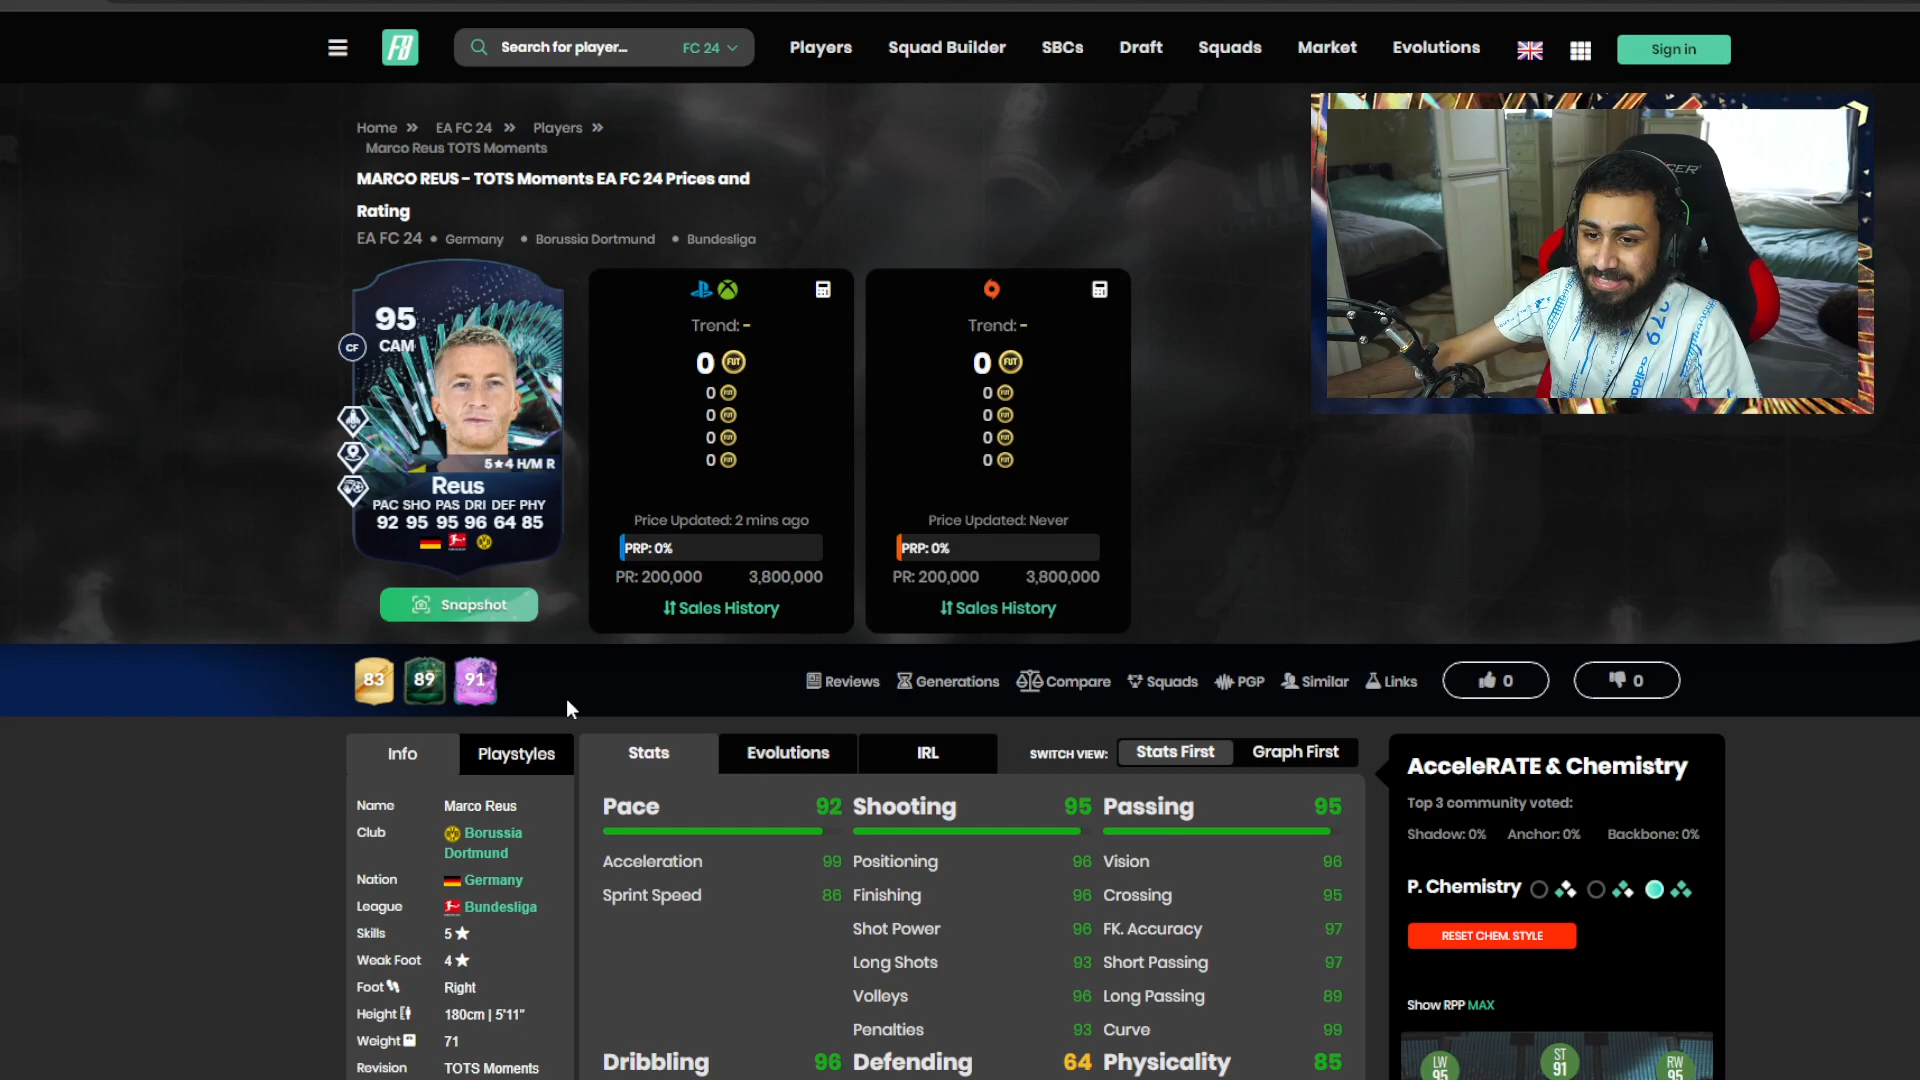 Search for player...
FC 24
Players
Squad Builder
SBCs
Draft
Squads
Market
Evolutions
Sign in
Home » EA FC 24 » Players »
Marco Reus TOTS Moments
MARCO REUS - TOTS Moments EA FC 24 Prices and
Rating
EA FC 24 • Germany • Borussia Dortmund • Bundesliga
95
CAM
CF
5★4 H/M R
Reus
PAC SHO PAS DRI DEF PHY
92 95 95 96 64 85
Snapshot
Trend: -
0 FUT
0
0
0
0
Price Updated: 2 mins ago
PRP: 0%
PR: 200,000 3,800,000
Sales History
Trend: -
0 FUT
0
0
0
0
Price Updated: Never
PRP: 0%
PR: 200,000 3,800,000
Sales History
83 89 91
Reviews Generations Compare Squads PGP Similar Links 0 0
Info Playstyles
Name Marco Reus
Club Borussia
Dortmund
Nation Germany
League Bundesliga
Skills 5 ★
Weak Foot 4 ★
Foot Right
Height 180cm | 5'11"
Weight 71
Revision TOTS Moments
Stats Evolutions IRL SWITCH VIEW: Stats First Graph First
Pace 92 Shooting 95 Passing 95
Acceleration 99 Positioning 96 Vision 96
Sprint Speed 86 Finishing 96 Crossing 95
Shot Power 96 FK. Accuracy 97
Long Shots 93 Short Passing 97
Volleys 96 Long Passing 89
Penalties 93 Curve 99
Dribbling 96 Defending 64 Physicality 85
AcceleRATE & Chemistry
Top 3 community voted:
Shadow: 0% Anchor: 0% Backbone: 0%
P. Chemistry
RESET CHEM. STYLE
Show RPP MAX
LW ST RW
95 91 95